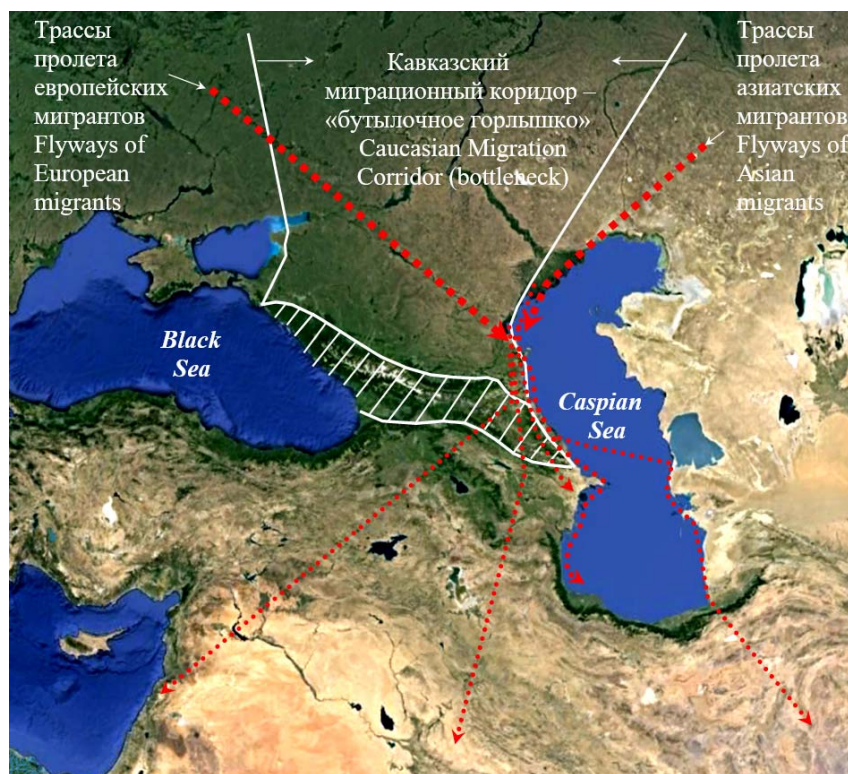 Трассы
пролета
европейских
мигрантов
Flyways of
European
migrants
Кавказский
миграционный коридор –
«бутылочное горлышко»
Caucasian Migration
Corridor (bottleneck)
Трассы
пролета
азиатских
мигрантов
Flyways of
Asian
migrants
Black
Sea
Caspian
Sea